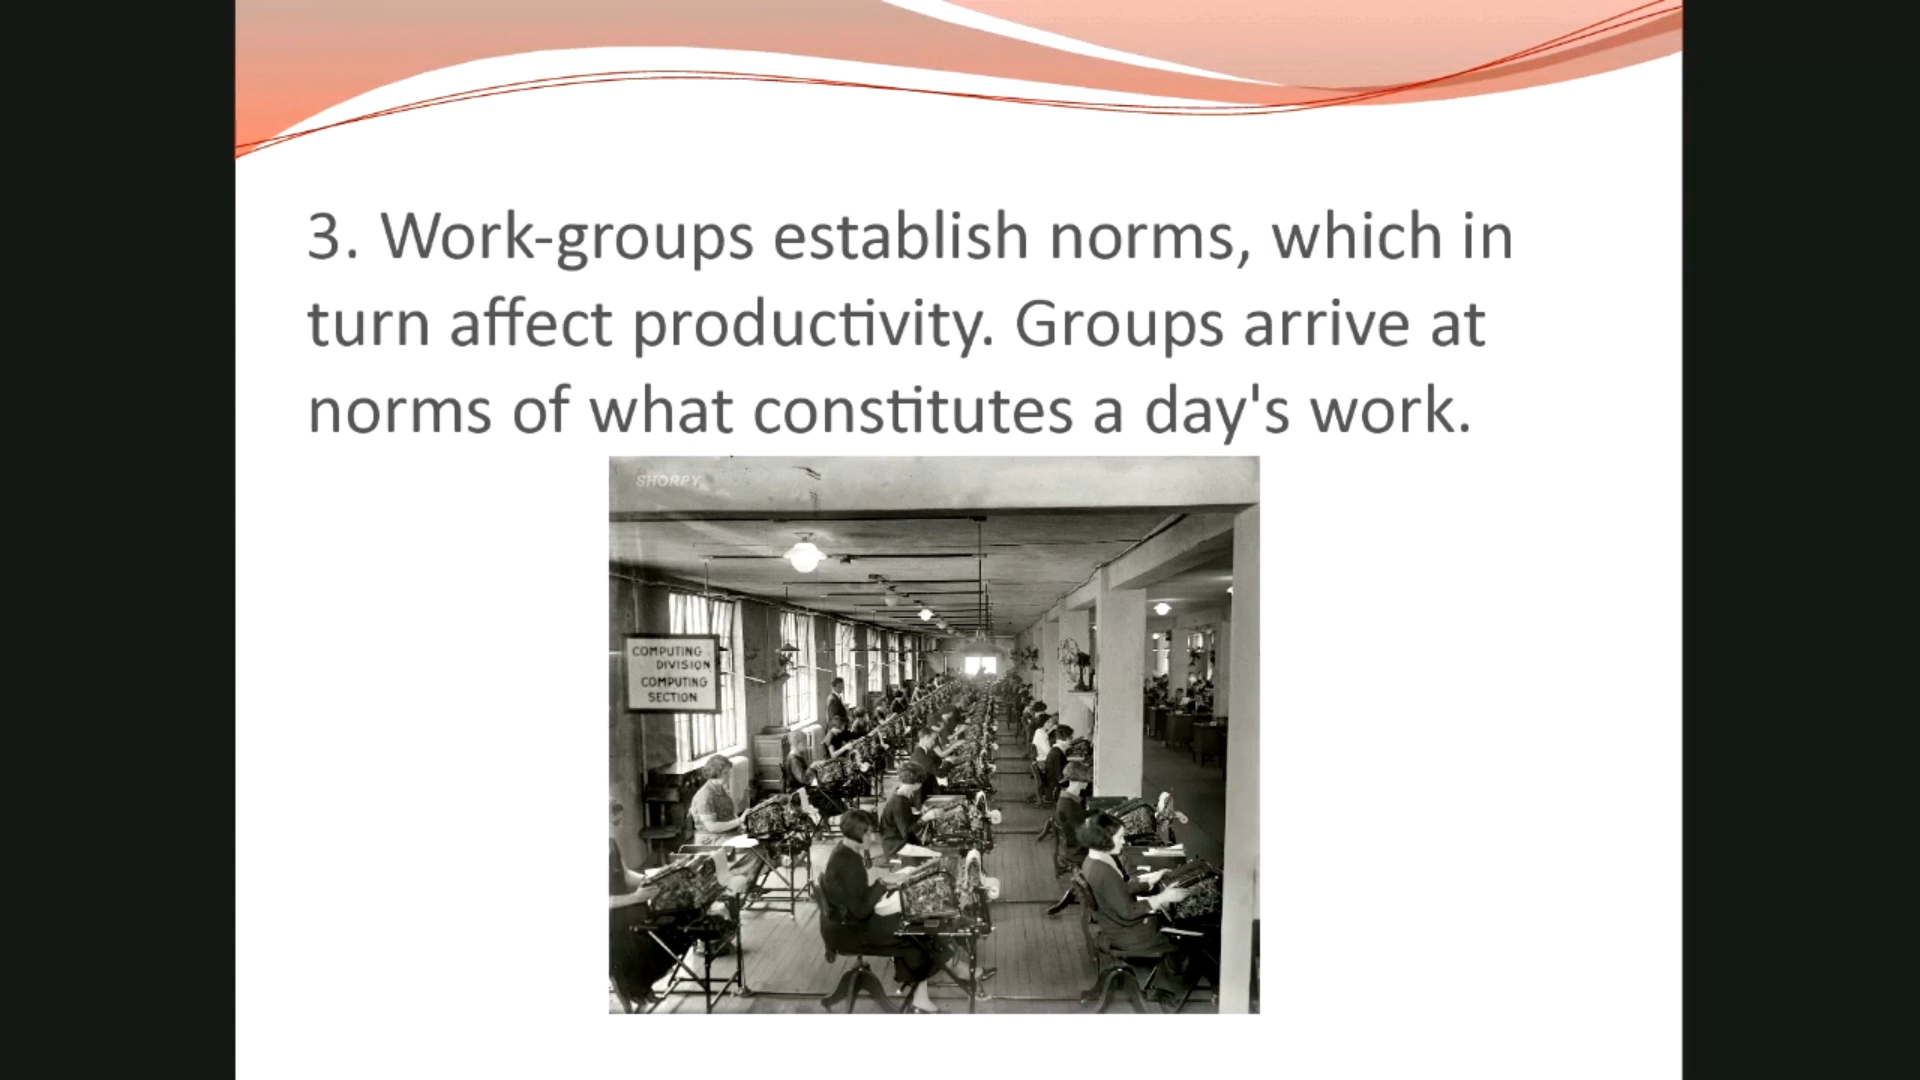 3. Work-groups establish norms, which in
turn affect productivity. Groups arrive at
norms of what constitutes a day's work.
SHORPY
COMPUTING
DIVISION
COMPUTING
SECTION